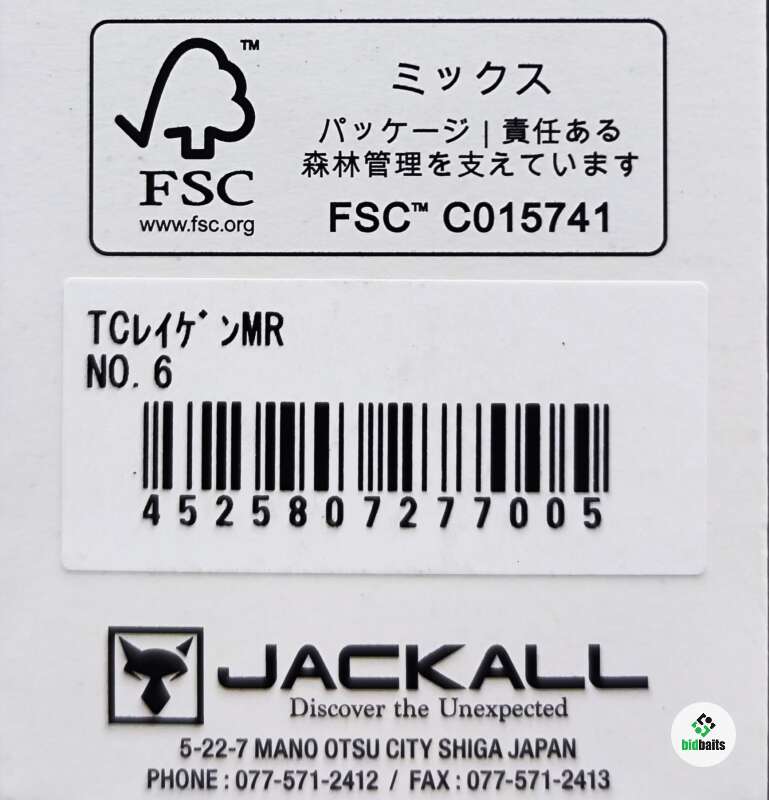 FSC
www.fsc.org
™
ミックス
パッケージ | 責任ある
森林管理を支えています
FSC™ C015741
TCﾚｲｹﾞﾝMR
NO. 6
4525807277005
JACKALL
Discover the Unexpected
5-22-7 MANO OTSU CITY SHIGA JAPAN
PHONE : 077-571-2412 / FAX : 077-571-2413
bidbaits